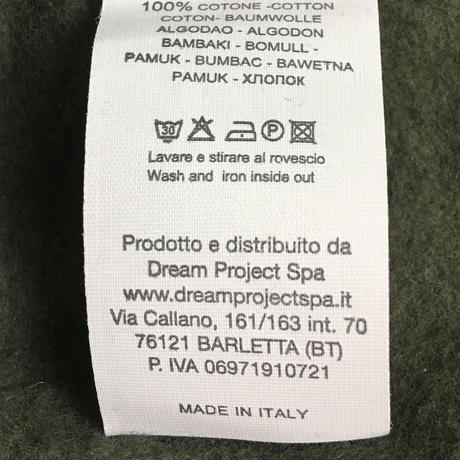 100% COTONE -COTTON
COTON- BAUMWOLLE
ALGODAO - ALGODON
BAMBAKI - BOMULL -
PAMUK - BUMBAC - BAWETNA
PAMUK - ХЛОПОК
30 P
Lavare e stirare al rovescio
Wash and iron inside out
Prodotto e distribuito da
Dream Project Spa
www.dreamprojectspa.it
Via Callano, 161/163 int. 70
76121 BARLETTA (BT)
P. IVA 06971910721
MADE IN ITALY